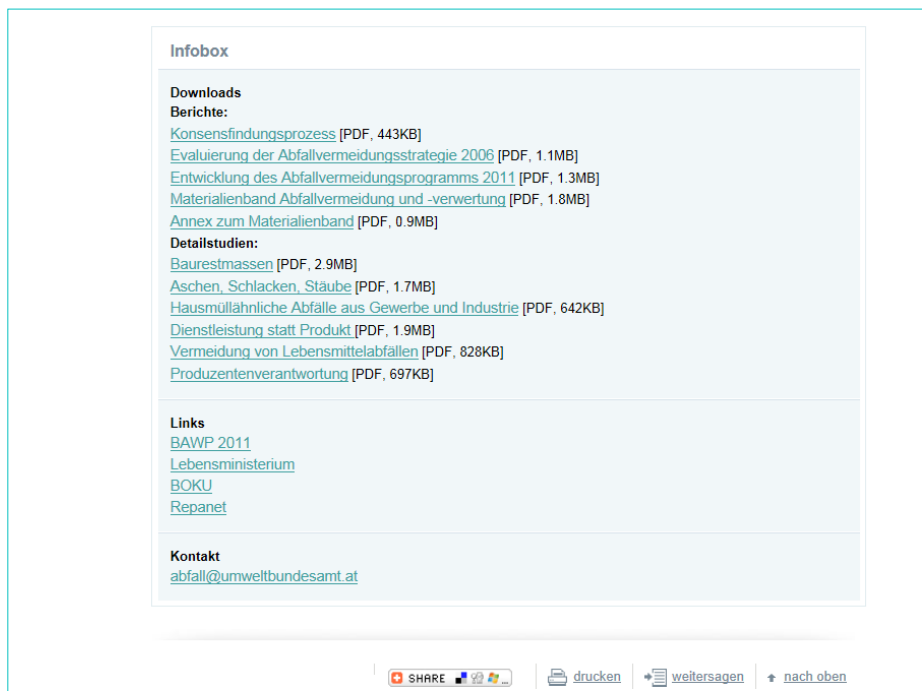 Infobox
Downloads
Berichte:
Konsensfindungsprozess [PDF, 443KB]
Evaluierung der Abfallvermeidungsstrategie 2006 [PDF, 1.1MB]
Entwicklung des Abfallvermeidungsprogramms 2011 [PDF, 1.3MB]
Materialienband Abfallvermeidung und -verwertung [PDF, 1.8MB]
Annex zum Materialienband [PDF, 0.9MB]
Detailstudien:
Baurestmassen [PDF, 2.9MB]
Aschen, Schlacken, Stäube [PDF, 1.7MB]
Hausmüllähnliche Abfälle aus Gewerbe und Industrie [PDF, 642KB]
Dienstleistung statt Produkt [PDF, 1.9MB]
Vermeidung von Lebensmittelabfällen [PDF, 828KB]
Produzentenverantwortung [PDF, 697KB]
Links
BAWP 2011
Lebensministerium
BOKU
Repanet
Kontakt
abfall@umweltbundesamt.at
SHARE ... drucken weitersagen nach oben